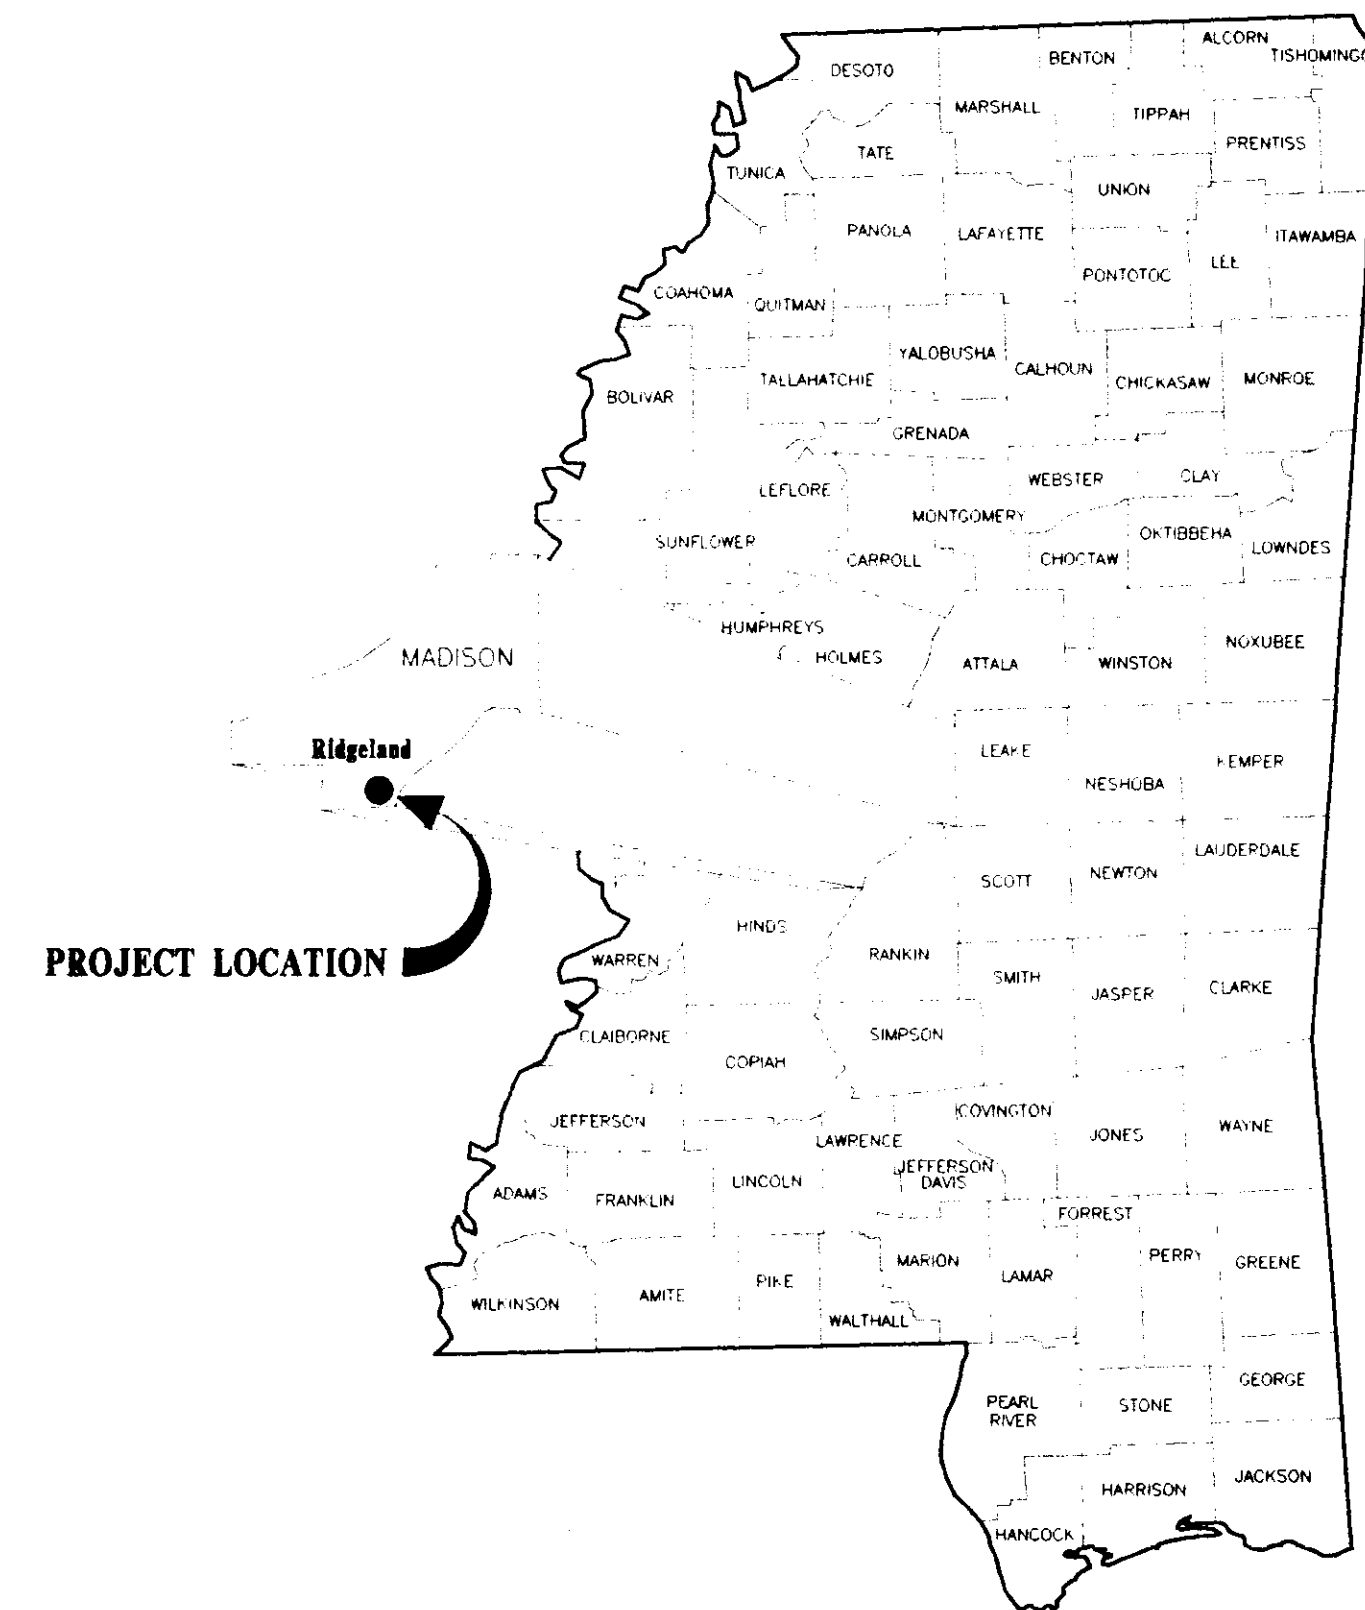 ALCORN
BENTON
TISHOMINGO
DESOTO
MARSHALL
TIPPAH
PRENTISS
TATE
TUNICA
UNION
PANOLA
LAFAYETTE
ITAWAMBA
LEE
PONTOTOC
COAHOMA
QUITMAN
YALOBUSHA
CALHOUN
TALLAHATCHIE
CHICKASAW
MONROE
BOLIVAR
GRENADA
WEBSTER
CLAY
LEFLORE
MONTGOMERY
OKTIBBEHA
SUNFLOWER
LOWNDES
CARROLL
CHOCTAW
HUMPHREYS
NOXUBEE
MADISON
HOLMES
ATTALA
WINSTON
Ridgeland
LEAKE
KEMPER
NESHOBA
LAUDERDALE
NEWTON
SCOTT
HINDS
RANKIN
PROJECT LOCATION
WARREN
SMITH
CLARKE
JASPER
SIMPSON
CLAIBORNE
COPIAH
COVINGTON
JEFFERSON
WAYNE
JONES
LAWRENCE
JEFFERSON
DAVIS
LINCOLN
ADAMS
FRANKLIN
FORREST
PERRY
MARION
GREENE
LAMAR
PIKE
AMITE
WILKINSON
WALTHALL
GEORGE
PEARL
RIVER
STONE
JACKSON
HARRISON
HANCOCK